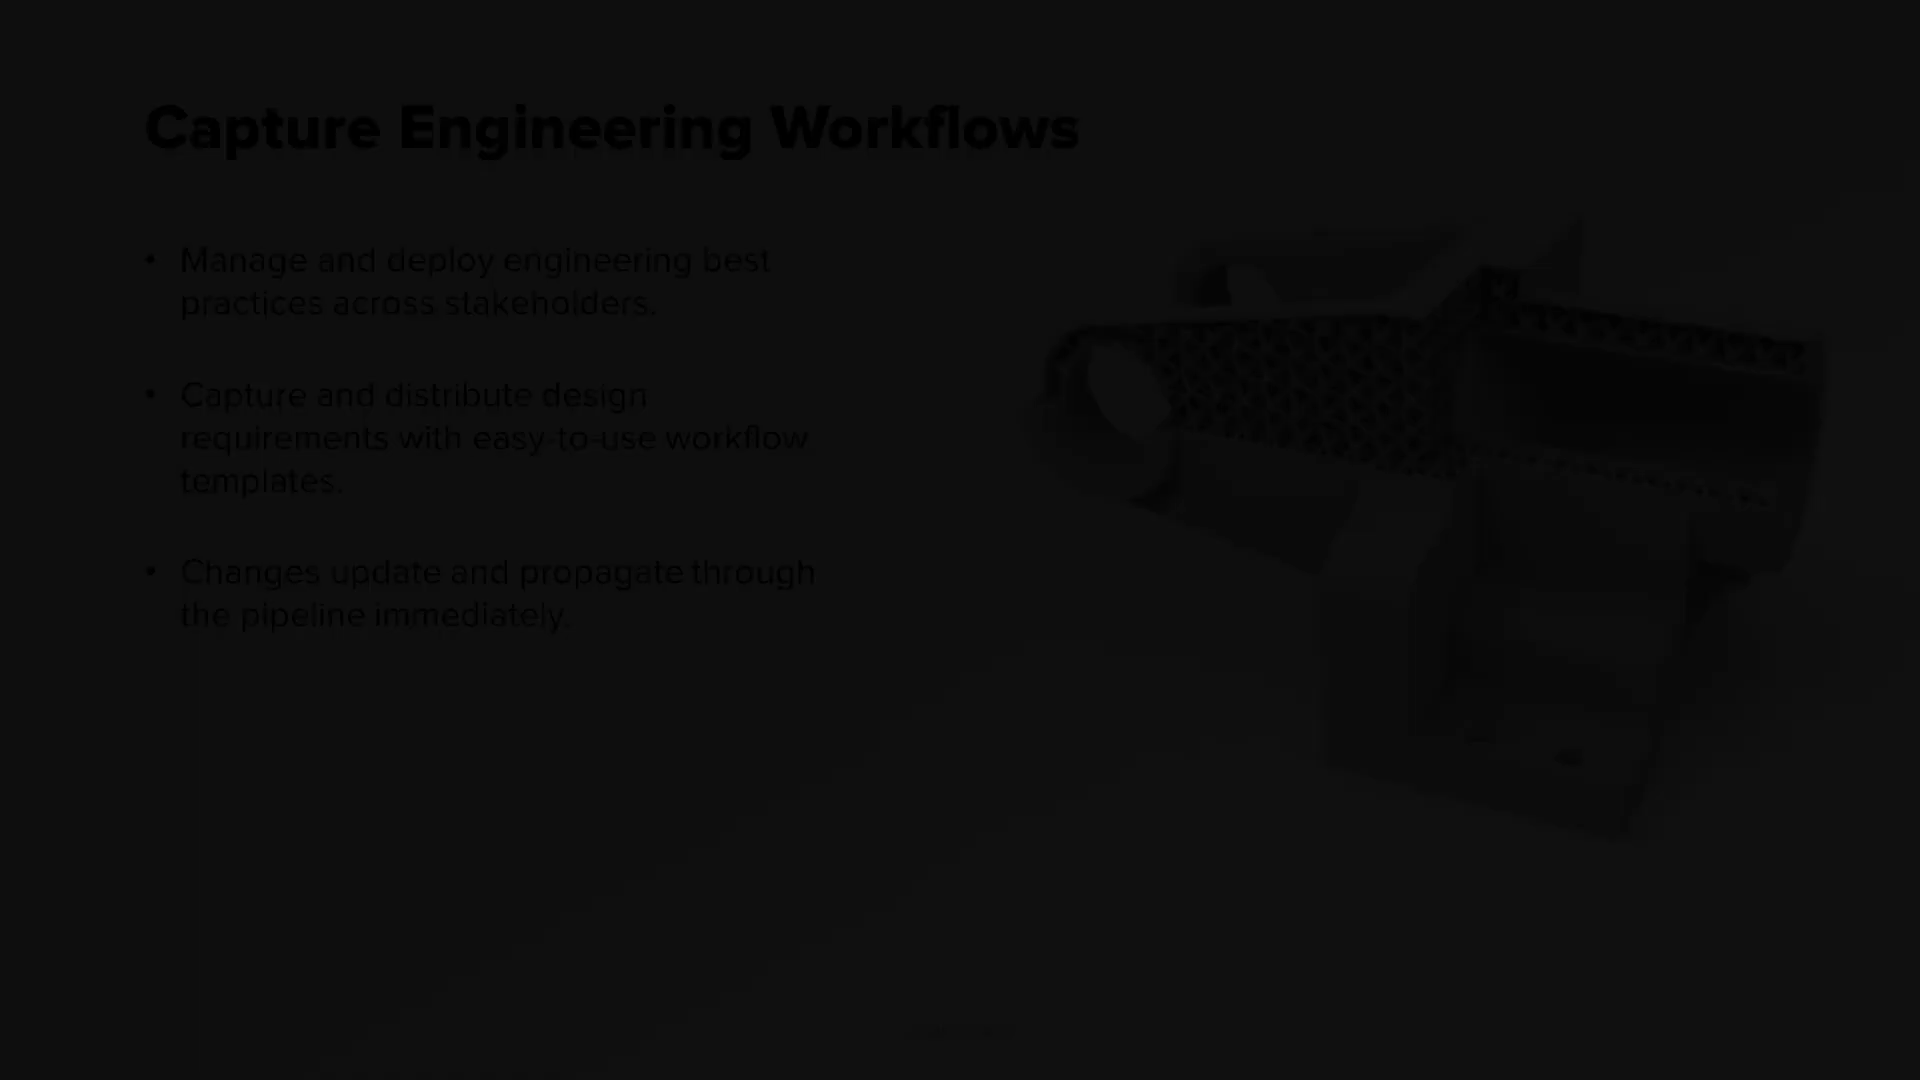 Capture Engineering Workflows
• Manage and deploy engineering best
practices across stakeholders.
• Capture and distribute design
requirements with easy-to-use workflow
templates.
• Changes update and propagate through
the pipeline immediately.